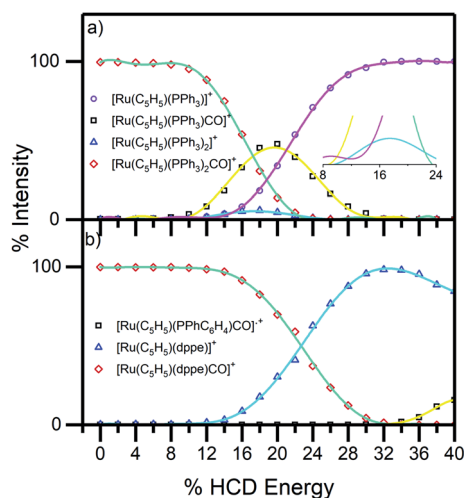 a)
100
[Ru(C₅H₅)(PPh₃)]⁺
[Ru(C₅H₅)(PPh₃)CO]⁺
[Ru(C₅H₅)(PPh₃)₂]⁺
[Ru(C₅H₅)(PPh₃)₂CO]⁺
8 12 16 20 24
0
% Intensity
b)
100
[Ru(C₅H₅)(PPhC₆H₄)CO]·⁺
[Ru(C₅H₅)(dppe)]⁺
[Ru(C₅H₅)(dppe)CO]⁺
0
0 4 8 12 16 20 24 28 32 36 40
% HCD Energy